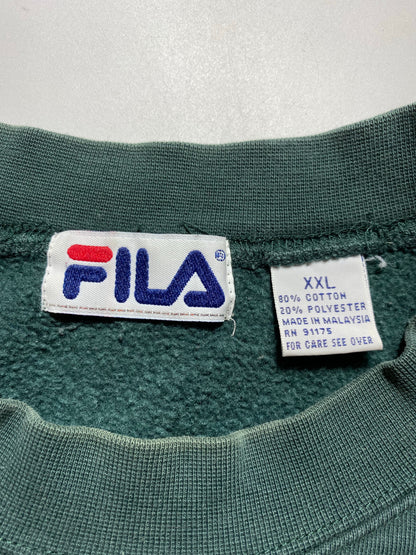 FILA ®
XXL
80% COTTON
20% POLYESTER
MADE IN MALAYSIA
RN 91175
FOR CARE SEE OVER